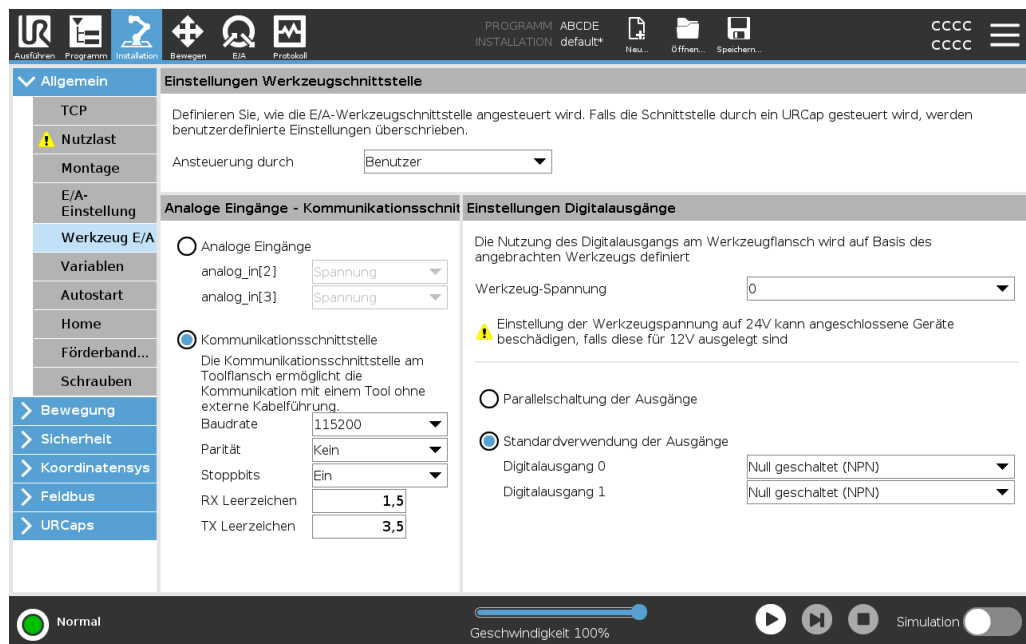 UR
PROGRAMM ABCDE
INSTALLATION default*
CCCC
CCCC
Ausführen Programm Installation Bewegen E/A Protokoll Neu... Öffnen... Speichern...
Allgemein
TCP
Nutzlast
Montage
E/A-
Einstellung
Werkzeug E/A
Variablen
Autostart
Home
Förderband...
Schrauben
Bewegung
Sicherheit
Koordinatensys
Feldbus
URCaps
Einstellungen Werkzeugschnittstelle
Definieren Sie, wie die E/A-Werkzeugschnittstelle angesteuert wird. Falls die Schnittstelle durch ein URCap gesteuert wird, werden
benutzerdefinierte Einstellungen überschrieben.
Ansteuerung durch Benutzer
Analoge Eingänge - Kommunikationsschnit
Analoge Eingänge
analog_in[2] Spannung
analog_in[3] Spannung
Kommunikationsschnittstelle
Die Kommunikationsschnittstelle am
Toolflansch ermöglicht die
Kommunikation mit einem Tool ohne
externe Kabelführung.
Baudrate 115200
Parität Kein
Stoppbits Ein
RX Leerzeichen 1,5
TX Leerzeichen 3,5
Einstellungen Digitalausgänge
Die Nutzung des Digitalausgangs am Werkzeugflansch wird auf Basis des
angebrachten Werkzeugs definiert
Werkzeug-Spannung 0
Einstellung der Werkzeugspannung auf 24V kann angeschlossene Geräte
beschädigen, falls diese für 12V ausgelegt sind
Parallelschaltung der Ausgänge
Standardverwendung der Ausgänge
Digitalausgang 0 Null geschaltet (NPN)
Digitalausgang 1 Null geschaltet (NPN)
Normal
Geschwindigkeit 100%
Simulation